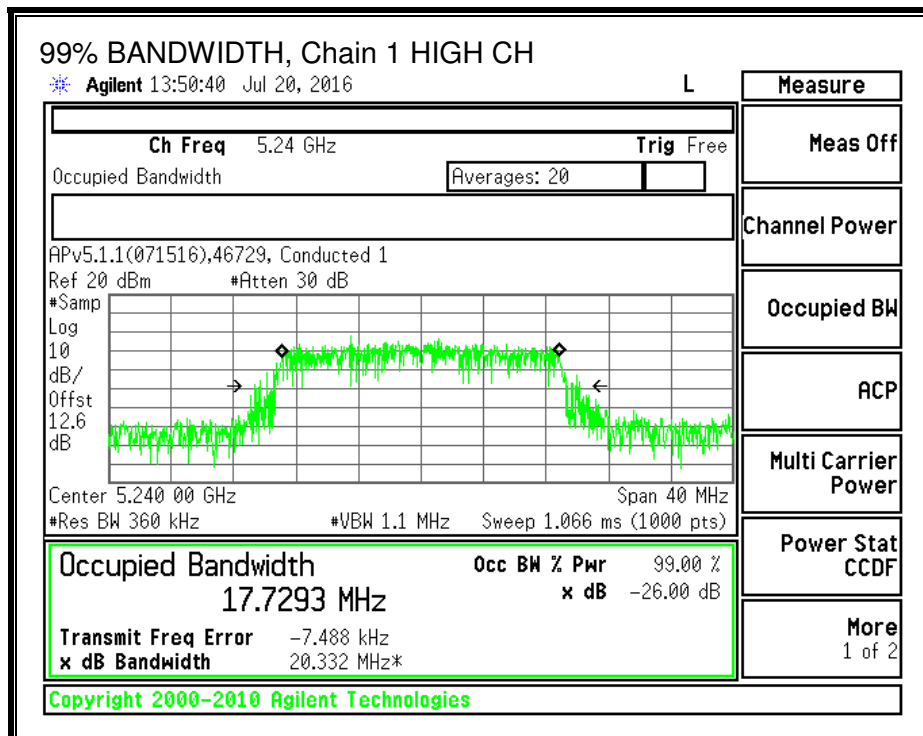 99% BANDWIDTH, Chain 1 HIGH CH
Agilent 13:50:40 Jul 20, 2016 L
Measure
Ch Freq 5.24 GHz Trig Free
Occupied Bandwidth Averages: 20
Meas Off
Channel Power
Occupied BW
ACP
Multi Carrier
Power
Power Stat
CCDF
More
1 of 2
APv5.1.1(071516),46729, Conducted 1
Ref 20 dBm #Atten 30 dB
#Samp
Log
10
dB/
Offst
12.6
dB
Center 5.240 00 GHz Span 40 MHz
#Res BW 360 kHz #VBW 1.1 MHz Sweep 1.066 ms (1000 pts)
Occupied Bandwidth Occ BW % Pwr 99.00 %
17.7293 MHz x dB -26.00 dB
Transmit Freq Error -7.488 kHz
x dB Bandwidth 20.332 MHz*
Copyright 2000-2010 Agilent Technologies